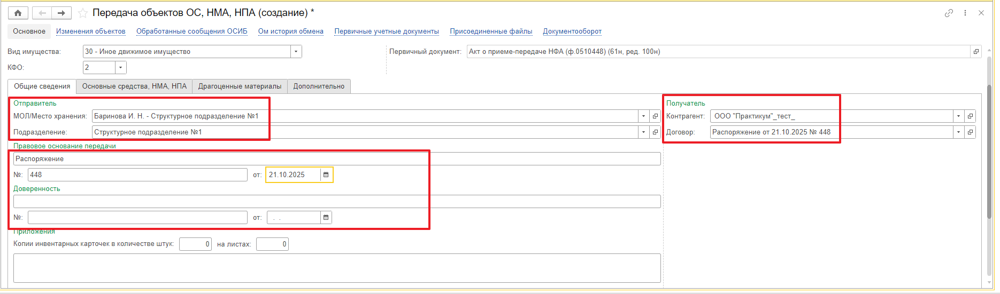 Передача объектов ОС, НМА, НПА (создание) *
Основное Изменения объектов Обработанные сообщения ОСИБ Ом история обмена Первичные учетные документы Присоединенные файлы Документооборот
Вид имущества: 30 - Иное движимое имущество Первичный документ: Акт о приеме-передаче НФА (ф.0510448) (61н, ред. 100н)
КФО: 2
Общие сведения Основные средства, НМА, НПА Драгоценные материалы Дополнительно
Отправитель Получатель
МОЛ/Место хранения: Баринова И. Н. - Структурное подразделение №1 Контрагент: ООО "Практикум"_тест_
Подразделение: Структурное подразделение №1 Договор: Распоряжение от 21.10.2025 № 448
Правовое основание передачи
Распоряжение
№: 448 от: 21.10.2025
Доверенность
№: от: . .
Приложения
Копии инвентарных карточек в количестве штук: 0 на листах: 0